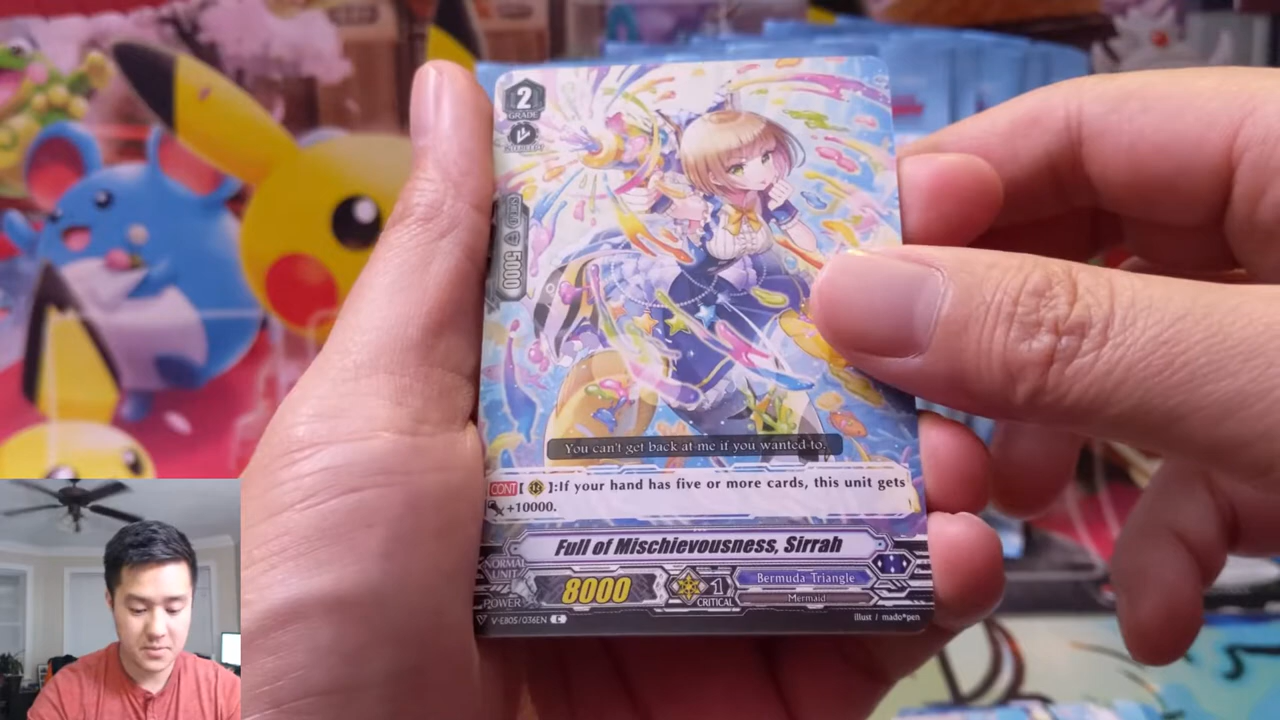 2
GRADE
5000
You can't get back at me if you wanted to.
CONT [ ]:If your hand has five or more cards, this unit gets
+10000.
Full of Mischievousness, Sirrah
NORMAL
UNIT
POWER 8000
1
CRITICAL
Bermuda Triangle
Mermaid
V-EB05/036EN C
illust / mado*pen